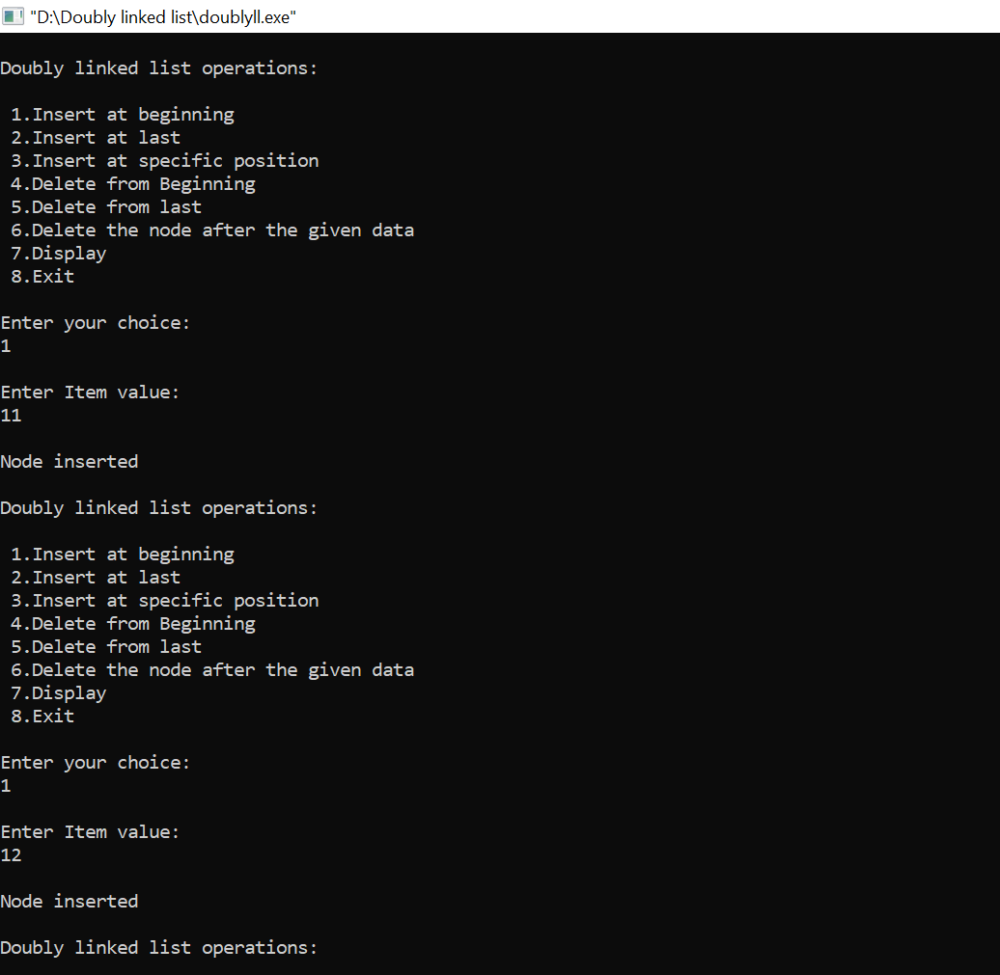 "D:\Doubly linked list\doublyll.exe"
Doubly linked list operations:
1.Insert at beginning
2.Insert at last
3.Insert at specific position
4.Delete from Beginning
5.Delete from last
6.Delete the node after the given data
7.Display
8.Exit
Enter your choice:
1
Enter Item value:
11
Node inserted
Doubly linked list operations:
1.Insert at beginning
2.Insert at last
3.Insert at specific position
4.Delete from Beginning
5.Delete from last
6.Delete the node after the given data
7.Display
8.Exit
Enter your choice:
1
Enter Item value:
12
Node inserted
Doubly linked list operations: